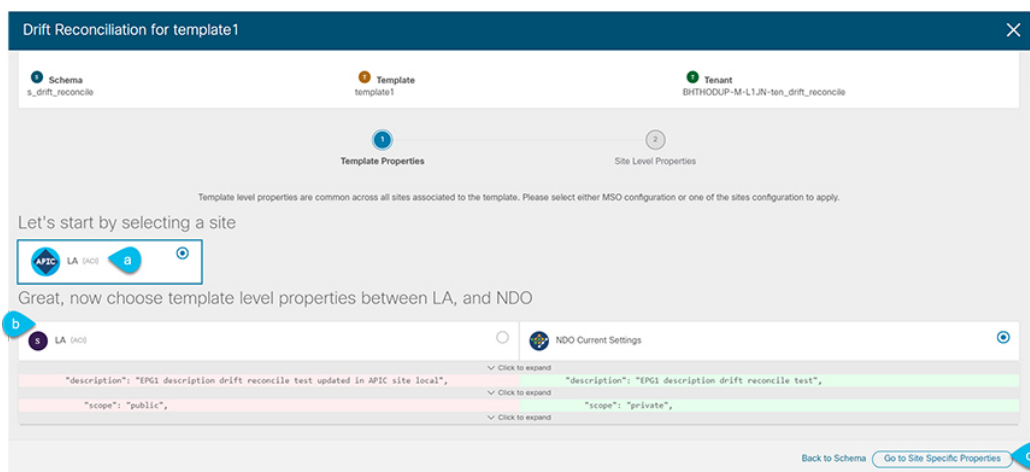 Drift Reconciliation for template1
S Schema
s_drift_reconcile
T Template
template1
T Tenant
BHTHODUP-M-L1JN-ten_drift_reconcile
1
Template Properties
2
Site Level Properties
Template level properties are common across all sites associated to the template. Please select either MSO configuration or one of the sites configuration to apply.
Let's start by selecting a site
APIC LA (ACI) a
Great, now choose template level properties between LA, and NDO
b
S LA (ACI)
NDO Current Settings
Click to expand
"description": "EPG1 description drift reconcile test updated in APIC site local", "description": "EPG1 description drift reconcile test",
Click to expand
"scope": "public", "scope": "private",
Click to expand
Back to Schema Go to Site Specific Properties